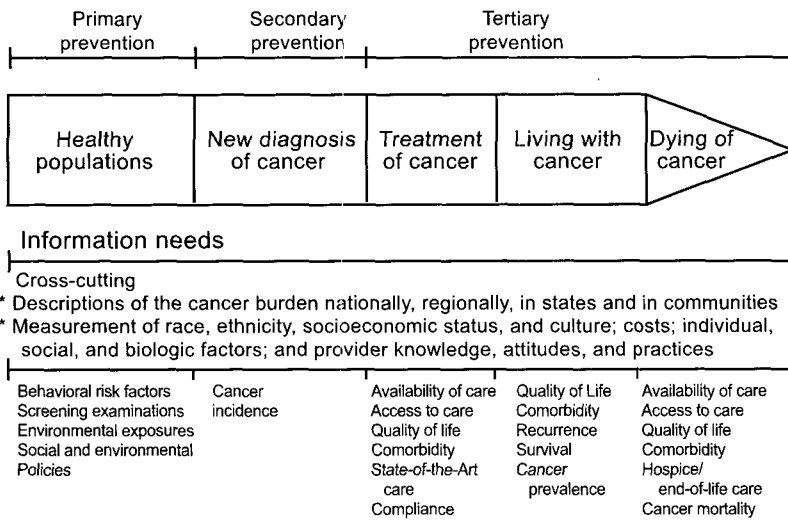 Primary prevention
Secondary prevention
Tertiary prevention
Healthy populations
New diagnosis of cancer
Treatment of cancer
Living with cancer
Dying of cancer
Information needs
Cross-cutting
* Descriptions of the cancer burden nationally, regionally, in states and in communities
* Measurement of race, ethnicity, socioeconomic status, and culture; costs; individual,
social, and biologic factors; and provider knowledge, attitudes, and practices
Behavioral risk factors
Screening examinations
Environmental exposures
Social and environmental
Policies
Cancer
incidence
Availability of care
Access to care
Quality of life
Comorbidity
State-of-the-Art
care
Compliance
Quality of Life
Comorbidity
Recurrence
Survival
Cancer
prevalence
Availability of care
Access to care
Quality of life
Comorbidity
Hospice/
end-of-life care
Cancer mortality